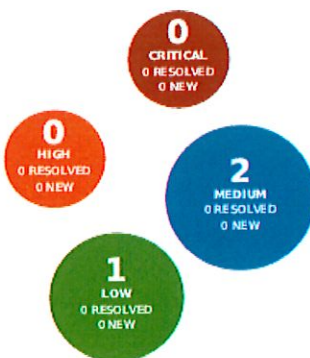 0
CRITICAL
0 RESOLVED
0 NEW
0
HIGH
0 RESOLVED
0 NEW
2
MEDIUM
0 RESOLVED
0 NEW
1
LOW
0 RESOLVED
0 NEW